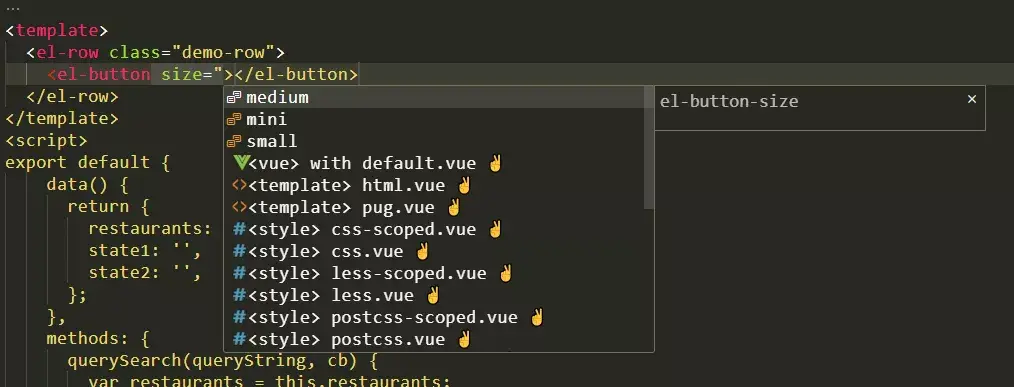 ...
<template>
<el-row class="demo-row">
<el-button size="></el-button>
medium
el-button-size ×
</el-row>
mini
</template>
small
<script>
<vue> with default.vue ✌
export default {
<template> html.vue ✌
data() {
<template> pug.vue ✌
return {
#<style> css-scoped.vue ✌
restaurants:
#<style> css.vue ✌
state1: '',
#<style> less-scoped.vue ✌
state2: '',
#<style> less.vue ✌
};
#<style> postcss-scoped.vue ✌
},
#<style> postcss.vue ✌
methods: {
querySearch(queryString, cb) {
var restaurants = this.restaurants;